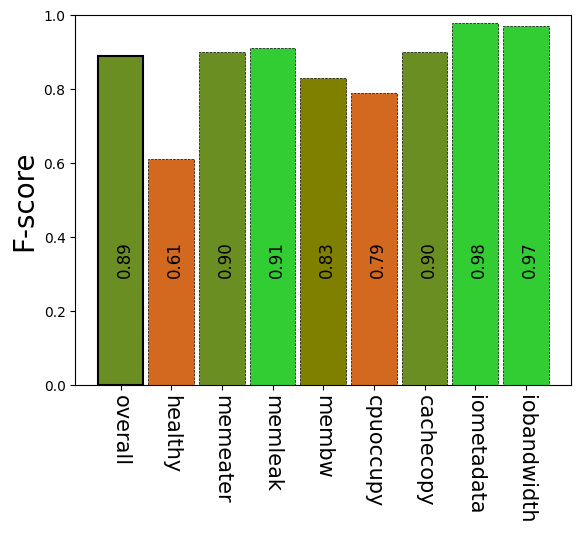 F-score
1.0
0.8
0.6
0.4
0.2
0.0
0.89
0.61
0.90
0.91
0.83
0.79
0.90
0.98
0.97
overall
healthy
memeater
memleak
membw
cpuoccupy
cachecopy
iometadata
iobandwidth